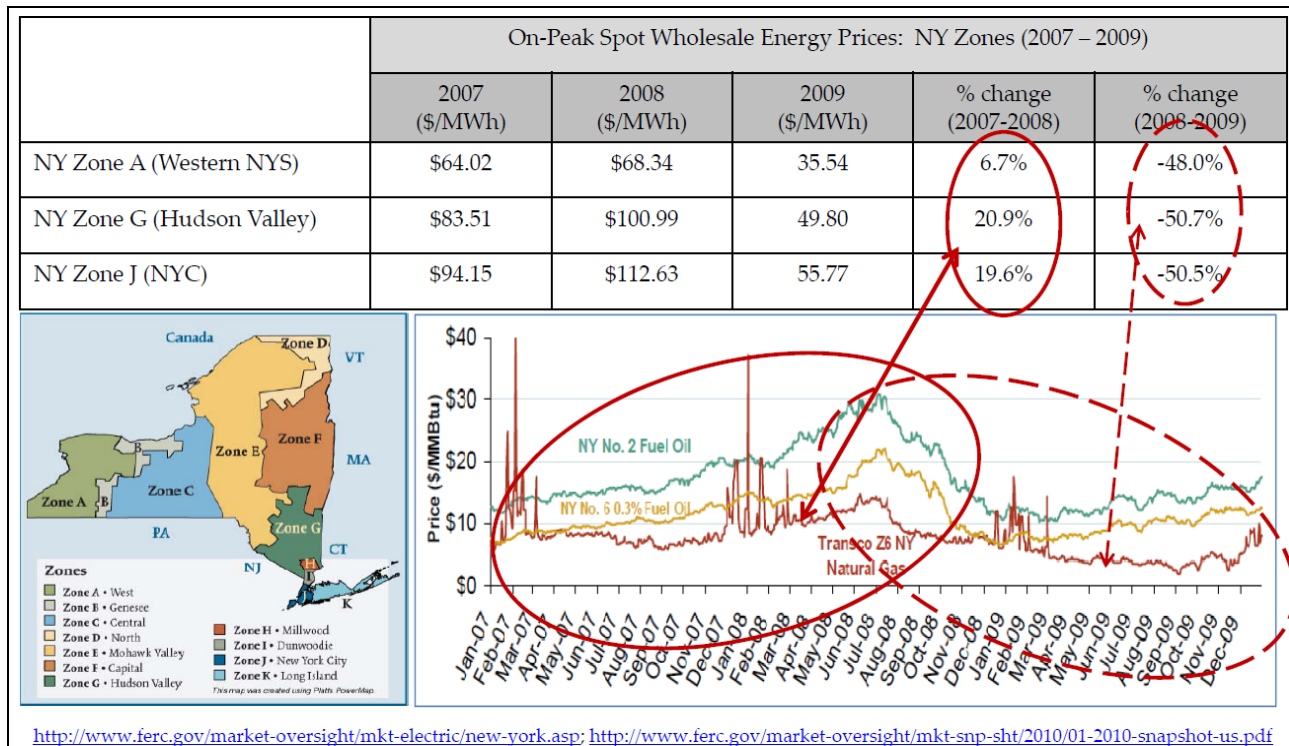 On-Peak Spot Wholesale Energy Prices: NY Zones (2007 – 2009)
2007 ($/MWh) 2008 ($/MWh) 2009 ($/MWh) % change (2007-2008) % change (2008-2009)
NY Zone A (Western NYS) $64.02 $68.34 35.54 6.7% -48.0%
NY Zone G (Hudson Valley) $83.51 $100.99 49.80 20.9% -50.7%
NY Zone J (NYC) $94.15 $112.63 55.77 19.6% -50.5%
Canada
Zone D
VT
Zone F
Zone E
MA
B
Zone C
Zone A
B
Zone G
PA
CT
NJ
H
I
J
K
Zones
Zone A • West
Zone B • Genesee
Zone C • Central
Zone D • North
Zone E • Mohawk Valley
Zone F • Capital
Zone G • Hudson Valley
Zone H • Millwood
Zone I • Dunwoodie
Zone J • New York City
Zone K • Long Island
This map was created using Platts PowerMap.
Price ($/MMBtu)
$40
$30
$20
$10
$0
NY No. 2 Fuel Oil
NY No. 6 0.3% Fuel Oil
Transco Z6 NY
Natural Gas
Jan-07 Feb-07 Mar-07 Apr-07 May-07 Jun-07 Jul-07 Aug-07 Sep-07 Oct-07 Nov-07 Dec-07 Jan-08 Feb-08 Mar-08 Apr-08 May-08 Jun-08 Jul-08 Aug-08 Sep-08 Oct-08 Nov-08 Dec-08 Jan-09 Feb-09 Mar-09 Apr-09 May-09 Jun-09 Jul-09 Aug-09 Sep-09 Oct-09 Nov-09 Dec-09
http://www.ferc.gov/market-oversight/mkt-electric/new-york.asp; http://www.ferc.gov/market-oversight/mkt-snp-sht/2010/01-2010-snapshot-us.pdf